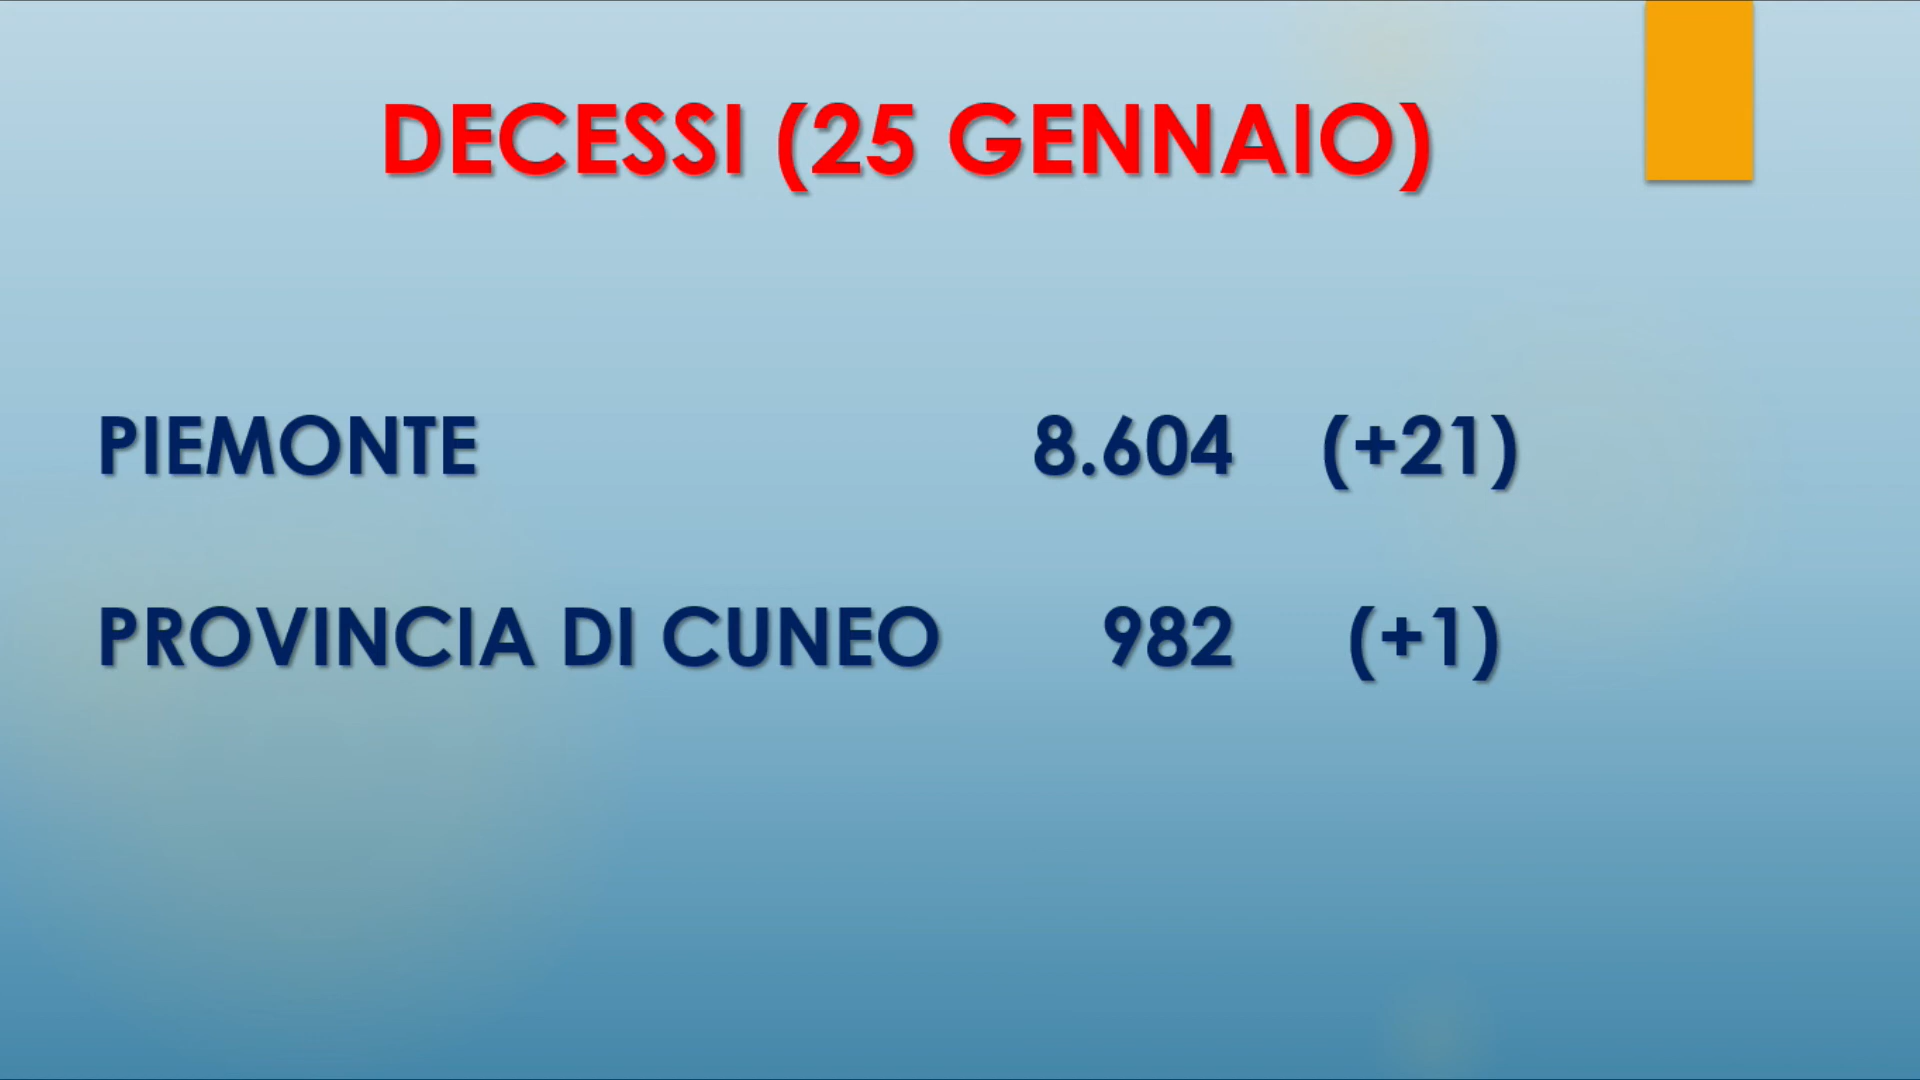 DECESSI (25 GENNAIO)
PIEMONTE 8.604 (+21)
PROVINCIA DI CUNEO 982 (+1)